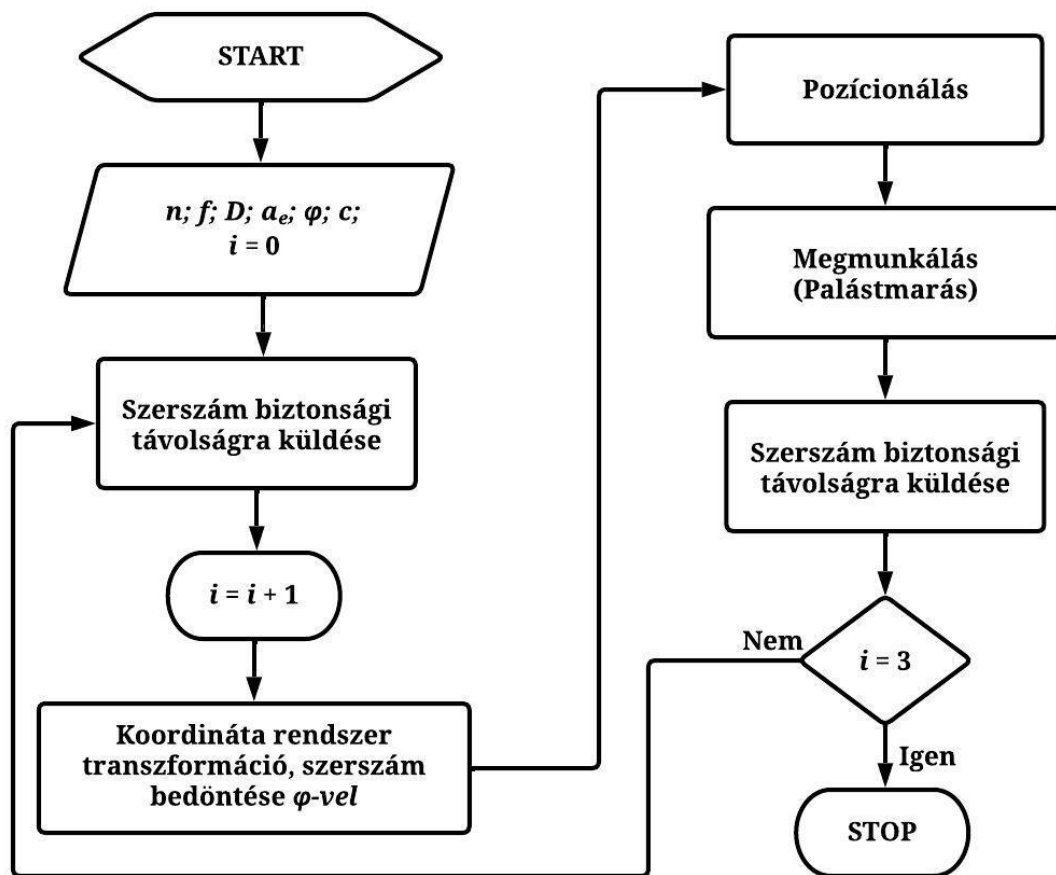 START
n; f; D; aₑ; φ; c;
i = 0
Szerszám biztonsági
távolságra küldése
i = i + 1
Koordináta rendszer
transzformáció, szerszám
bedöntése φ-vel
Pozícionálás
Megmunkálás
(Palástmarás)
Szerszám biztonsági
távolságra küldése
i = 3
Nem
Igen
STOP